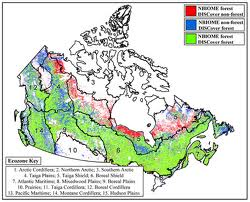 NBIOME forest
DISCover non-forest
NBIOME non-forest
DISCover forest
NBIOME forest
DISCover forest
Ecozone Key
1. Arctic Cordillera; 2. Northern Arctic; 3. Southern Arctic
4. Taiga Plains; 5. Taiga Shield; 6. Boreal Shield
7. Atlantic Maritime; 8. Mixedwood Plains; 9. Boreal Plains
10. Prairies; 11. Taiga Cordillera; 12. Boreal Cordillera
13. Pacific Maritime; 14. Montane Cordillera; 15. Hudson Plains